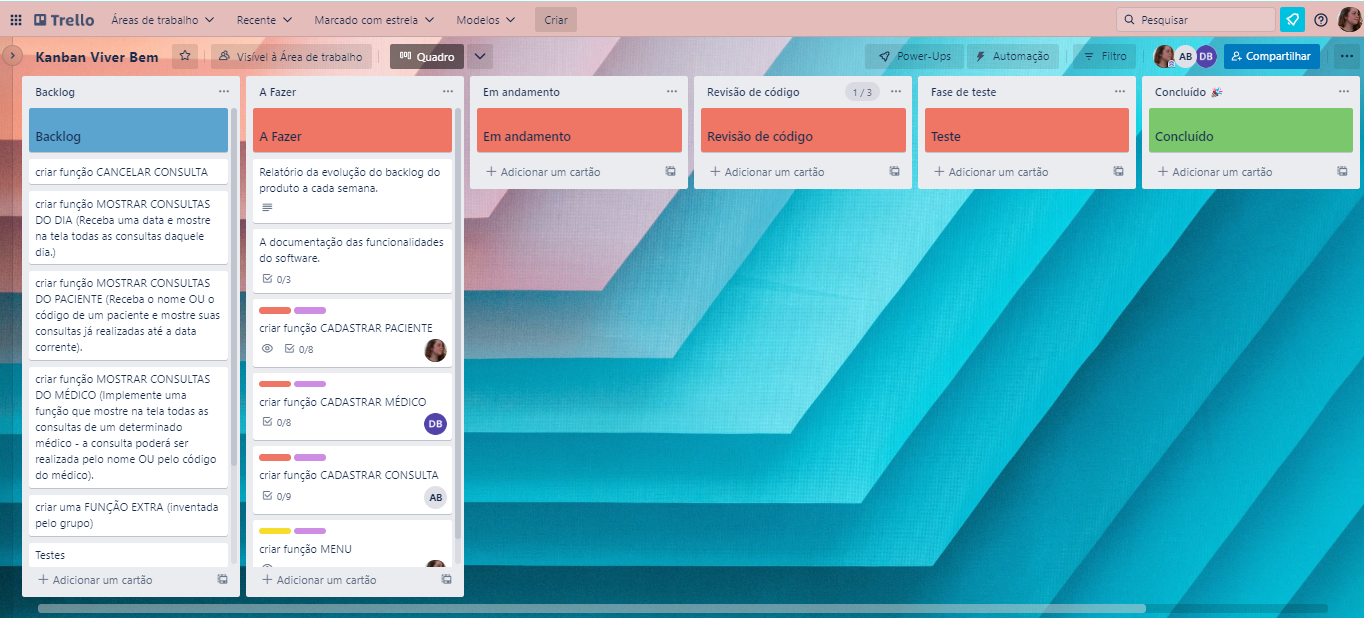 Trello
Áreas de trabalho
Recente
Marcado com estrela
Modelos
Criar
Pesquisar
Kanban Viver Bem
Visível à Área de trabalho
Quadro
Power-Ups
Automação
Filtro
AB
DB
Compartilhar
Backlog
Backlog
criar função CANCELAR CONSULTA
criar função MOSTRAR CONSULTAS
DO DIA (Receba uma data e mostre
na tela todas as consultas daquele
dia.)
criar função MOSTRAR CONSULTAS
DO PACIENTE (Receba o nome OU o
código de um paciente e mostre suas
consultas já realizadas até a data
corrente).
criar função MOSTRAR CONSULTAS
DO MÉDICO (Implemente uma
função que mostre na tela todas as
consultas de um determinado
médico - a consulta poderá ser
realizada pelo nome OU pelo código
do médico).
criar uma FUNÇÃO EXTRA (inventada
pelo grupo)
Testes
Adicionar um cartão
A Fazer
A Fazer
Relatório da evolução do backlog do
produto a cada semana.
A documentação das funcionalidades
do software.
0/3
criar função CADASTRAR PACIENTE
0/8
criar função CADASTRAR MÉDICO
0/8
DB
criar função CADASTRAR CONSULTA
0/9
AB
criar função MENU
Adicionar um cartão
Em andamento
Em andamento
Adicionar um cartão
Revisão de código
1 / 3
Revisão de código
Adicionar um cartão
Fase de teste
Teste
Adicionar um cartão
Concluído 🎉
Concluído
Adicionar um cartão